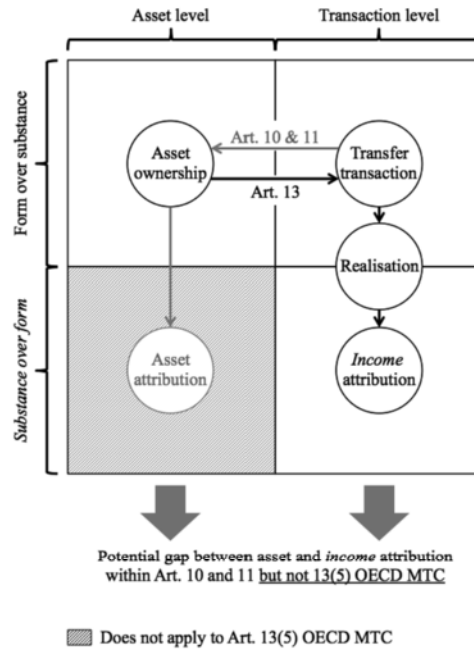 Asset level
Transaction level
Form over substance
Substance over form
Art. 10 & 11
Asset
ownership
Transfer
transaction
Art. 13
Realisation
Asset
attribution
Income
attribution
Potential gap between asset and income attribution
within Art. 10 and 11 but not 13(5) OECD MTC
Does not apply to Art. 13(5) OECD MTC